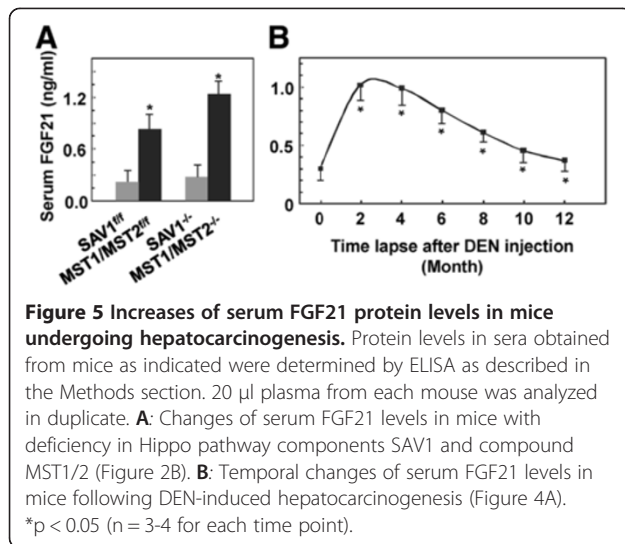 A
B
Serum FGF21 (ng/ml)
1.2
0.6
0.0
*
*
SAV1f/f
MST1/MST2f/f
SAV1-/-
MST1/MST2-/-
1.0
0.5
0
* * * * * *
0 2 4 6 8 10 12
Time lapse after DEN injection
(Month)
Figure 5 Increases of serum FGF21 protein levels in mice
undergoing hepatocarcinogenesis. Protein levels in sera obtained
from mice as indicated were determined by ELISA as described in
the Methods section. 20 μl plasma from each mouse was analyzed
in duplicate. A: Changes of serum FGF21 levels in mice with
deficiency in Hippo pathway components SAV1 and compound
MST1/2 (Figure 2B). B: Temporal changes of serum FGF21 levels in
mice following DEN-induced hepatocarcinogenesis (Figure 4A).
*p < 0.05 (n = 3-4 for each time point).